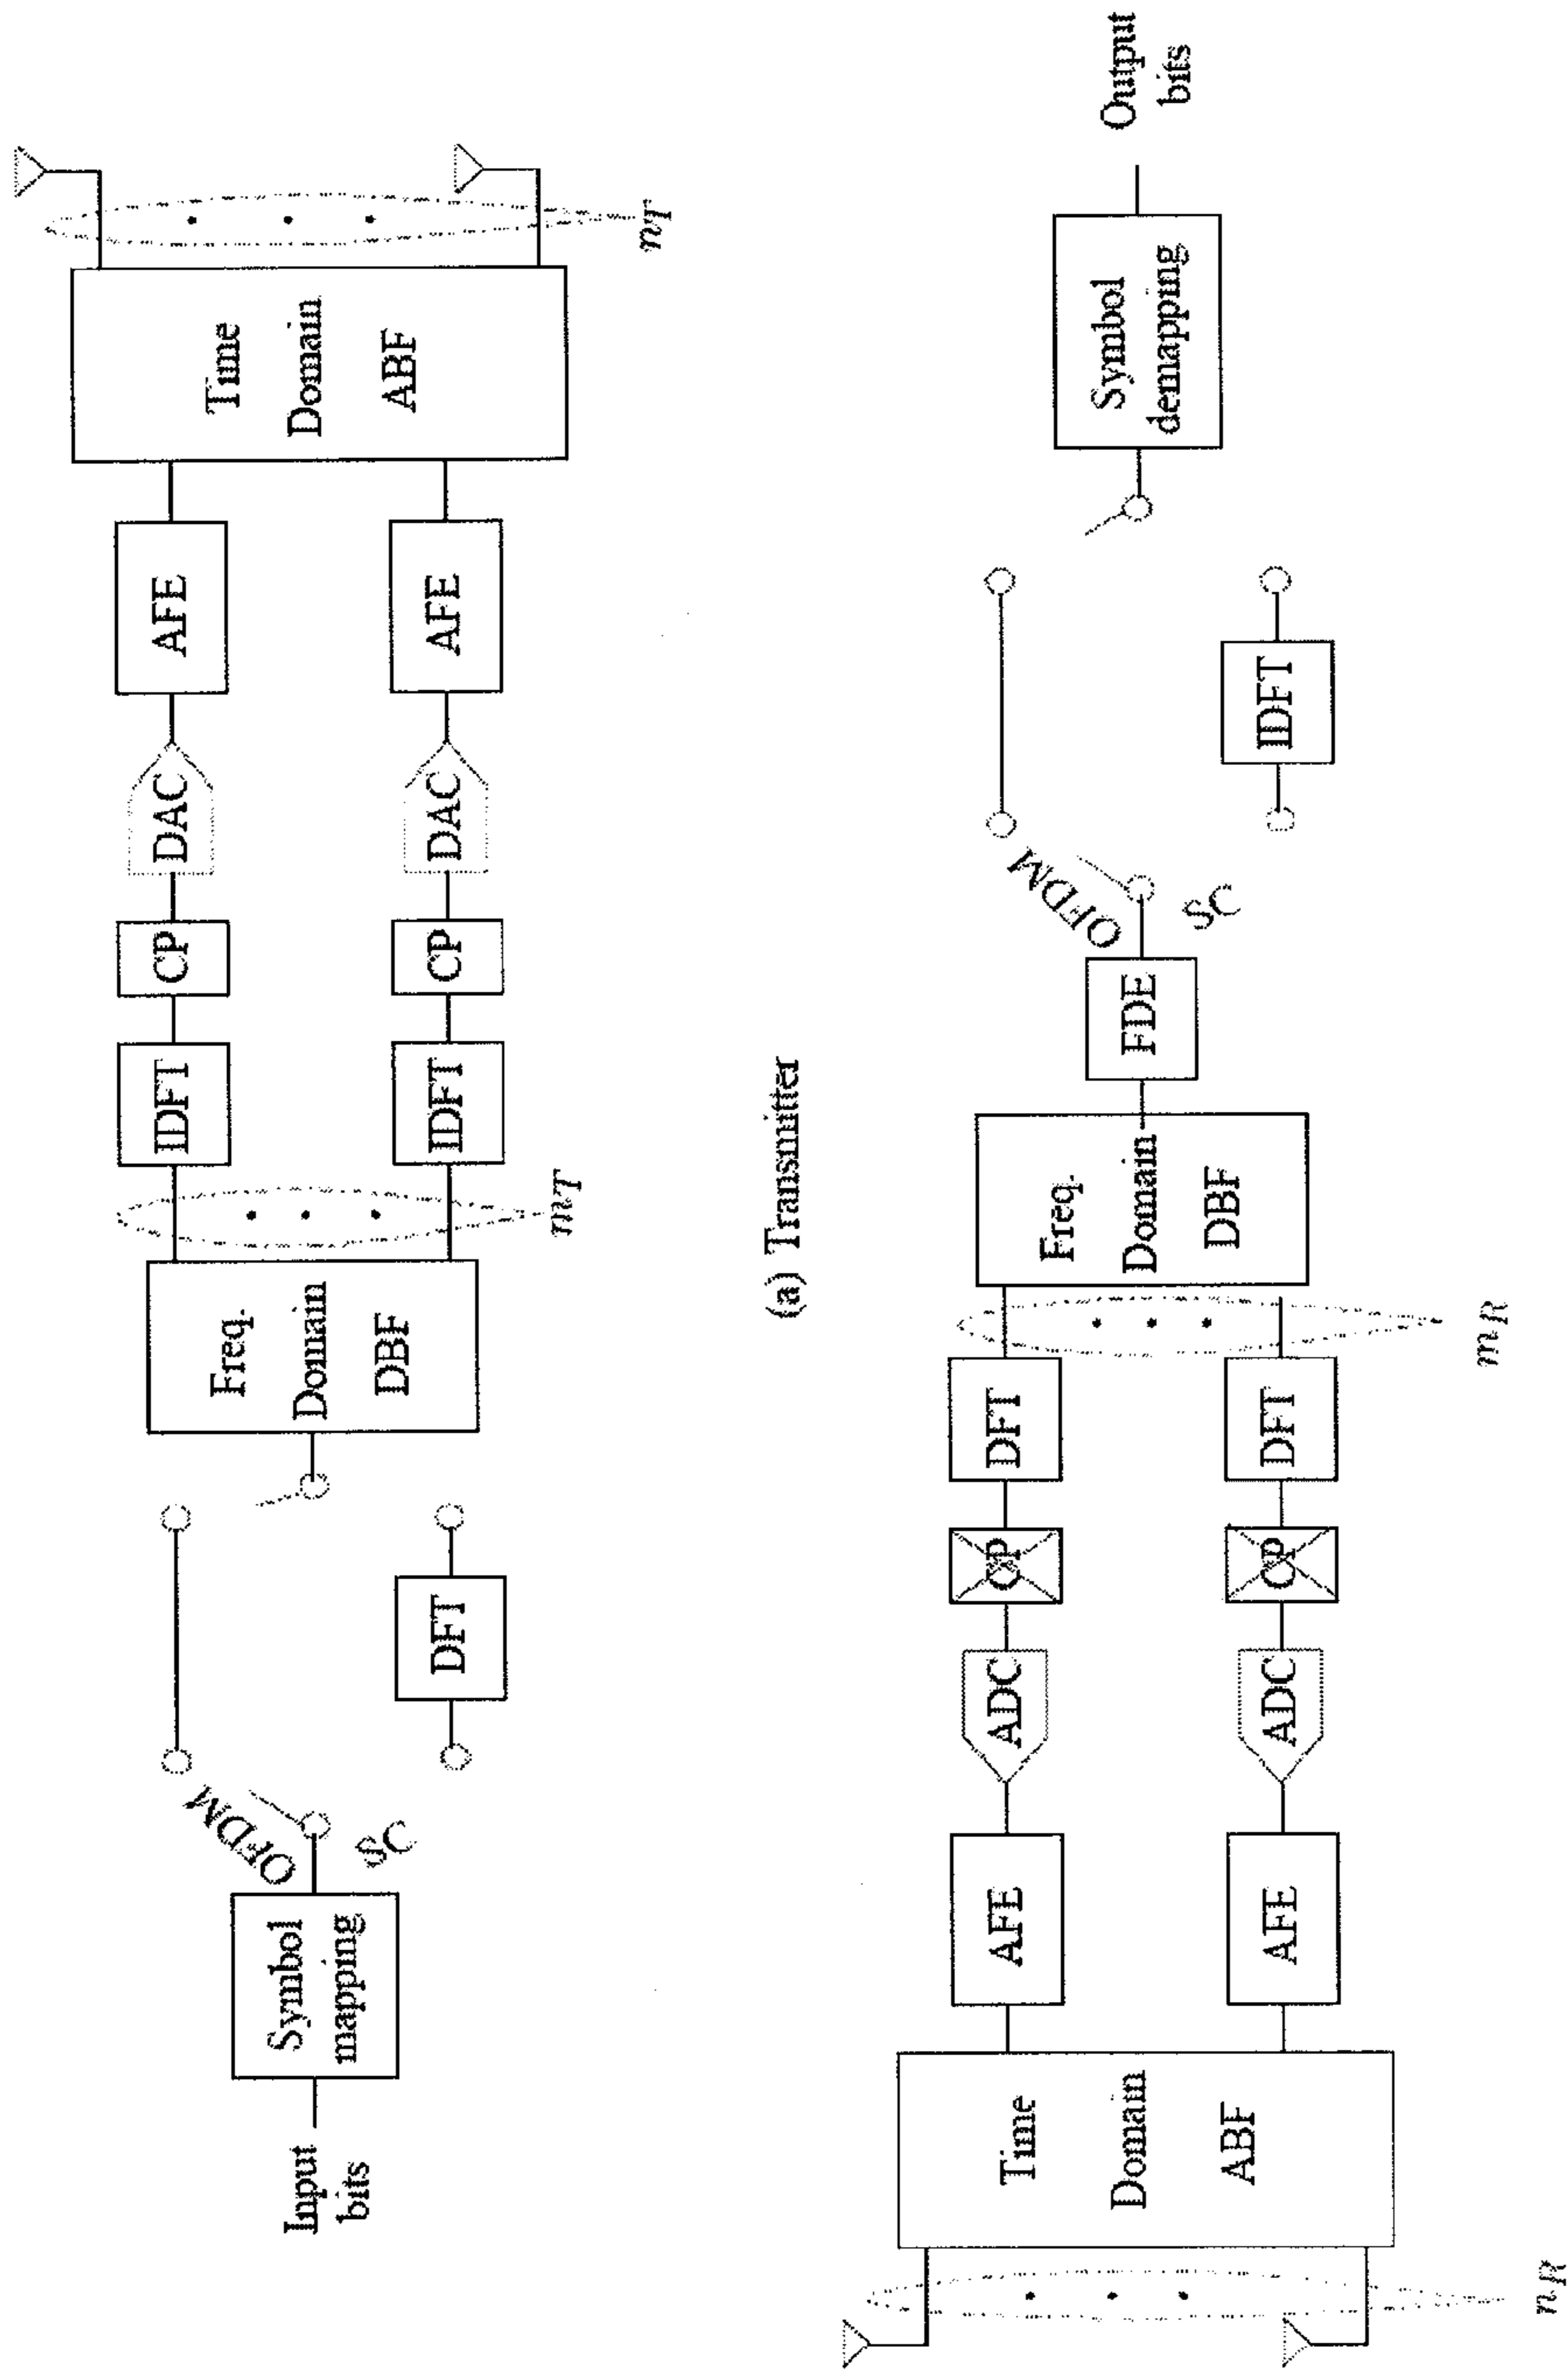 Input
bits
Symbol
mapping
OFDM
SC
DFT
Freq.
Domain
DBF
m_T
IDFT
CP
DAC
AFE
IDFT
CP
DAC
AFE
Time
Domain
ABF
n_T
(a) Transmitter
n_R
Time
Domain
ABF
AFE
ADC
CP
DFT
AFE
ADC
CP
DFT
m_R
Freq.
Domain
DBF
FDE
OFDM
SC
IDFT
Symbol
demapping
Output
bits